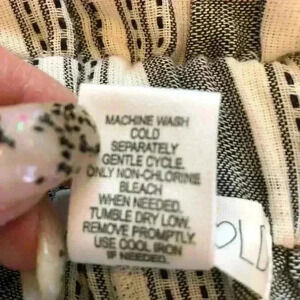 MACHINE WASH
COLD
SEPARATELY
GENTLE CYCLE.
ONLY NON-CHLORINE
BLEACH
WHEN NEEDED.
TUMBLE DRY LOW.
REMOVE PROMPTLY.
USE COOL IRON
IF NEEDED.
OLD